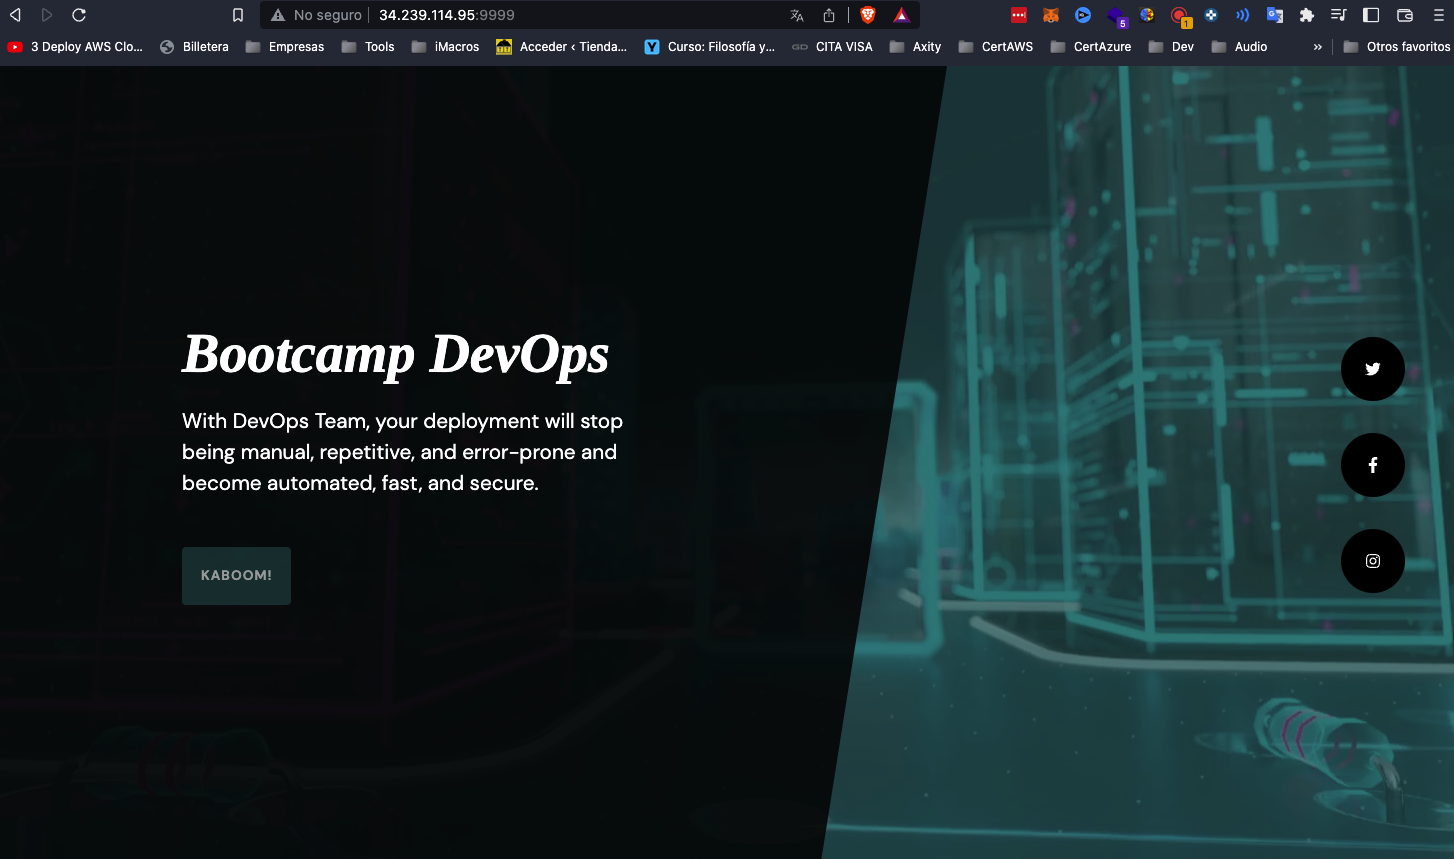 No seguro 34.239.114.95:9999
5
1
3 Deploy AWS Clo... Billetera Empresas Tools iMacros Acceder ‹ Tienda... Curso: Filosofía y... CITA VISA Axity CertAWS CertAzure Dev Audio » Otros favoritos
Bootcamp DevOps
With DevOps Team, your deployment will stop
being manual, repetitive, and error-prone and
become automated, fast, and secure.
KABOOM!